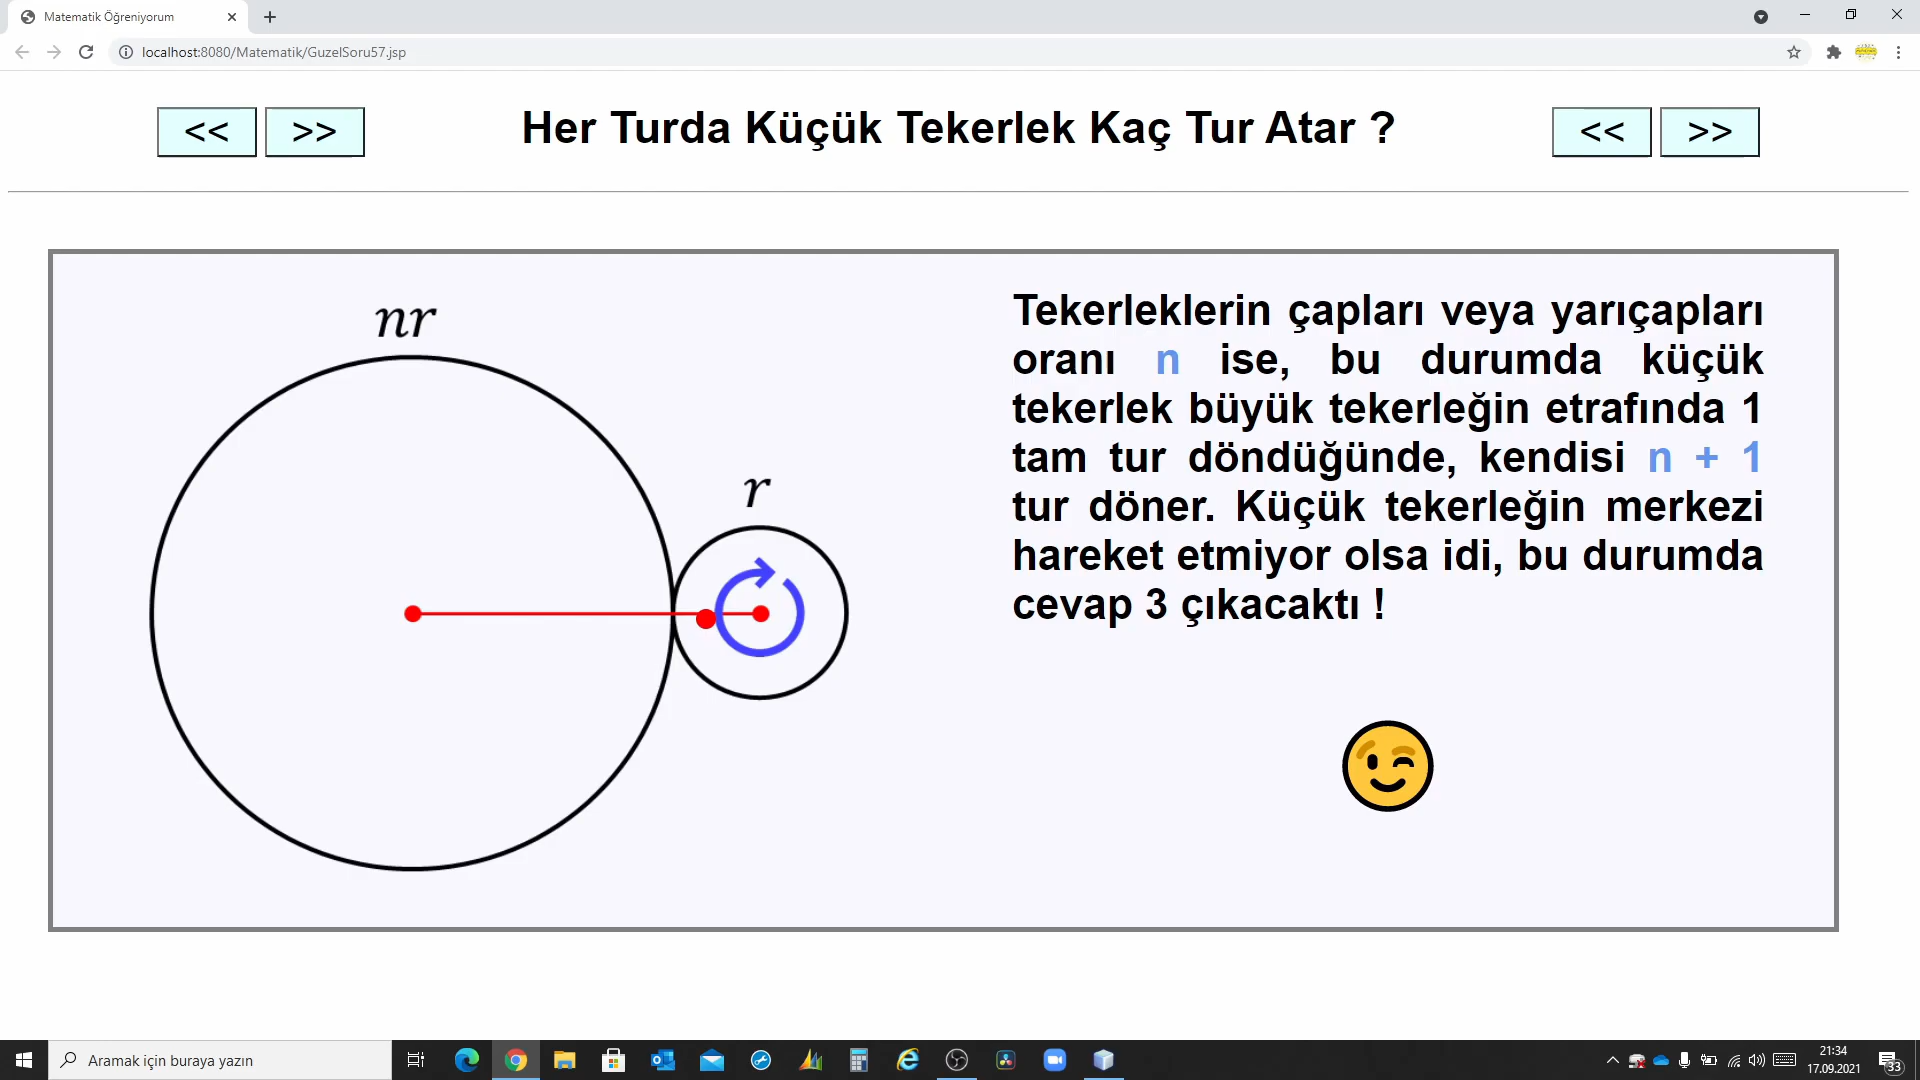 Matematik Öğreniyorum
localhost:8080/Matematik/GuzelSoru57.jsp
<< >> Her Turda Küçük Tekerlek Kaç Tur Atar ? << >>
nr
r
Tekerleklerin çapları veya yarıçapları
oranı n ise, bu durumda küçük
tekerlek büyük tekerleğin etrafında 1
tam tur döndüğünde, kendisi n + 1
tur döner. Küçük tekerleğin merkezi
hareket etmiyor olsa idi, bu durumda
cevap 3 çıkacaktı !
Aramak için buraya yazın
21:34
17.09.2021
33